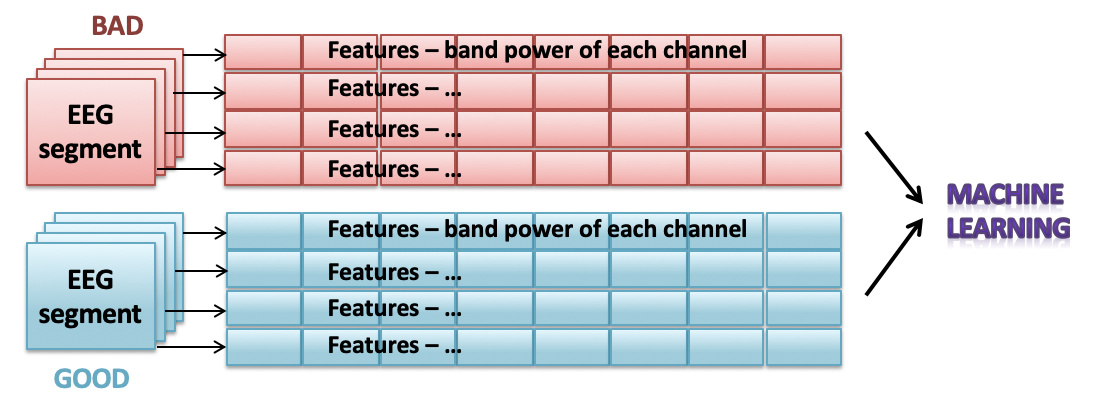 BAD
EEG
segment
Features – band power of each channel
Features – ...
Features – ...
Features – ...
EEG
segment
GOOD
Features – band power of each channel
Features – ...
Features – ...
Features – ...
MACHINE
LEARNING